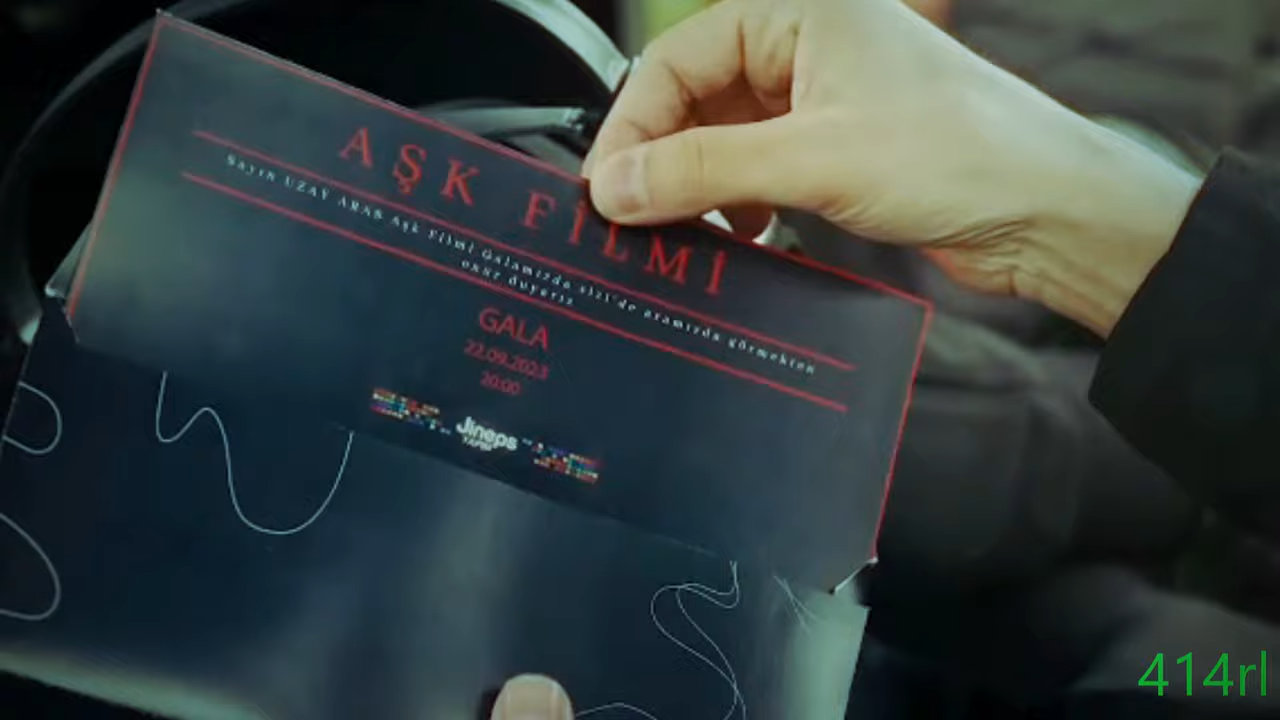 AŞK FİLMİ
Sayın UZAY ARAS Aşk Filmi Galamızda sizi'de aramızda görmekten
onur duyarız
GALA
22.09.2023
20:00
Jineps
YAPIM
414rl